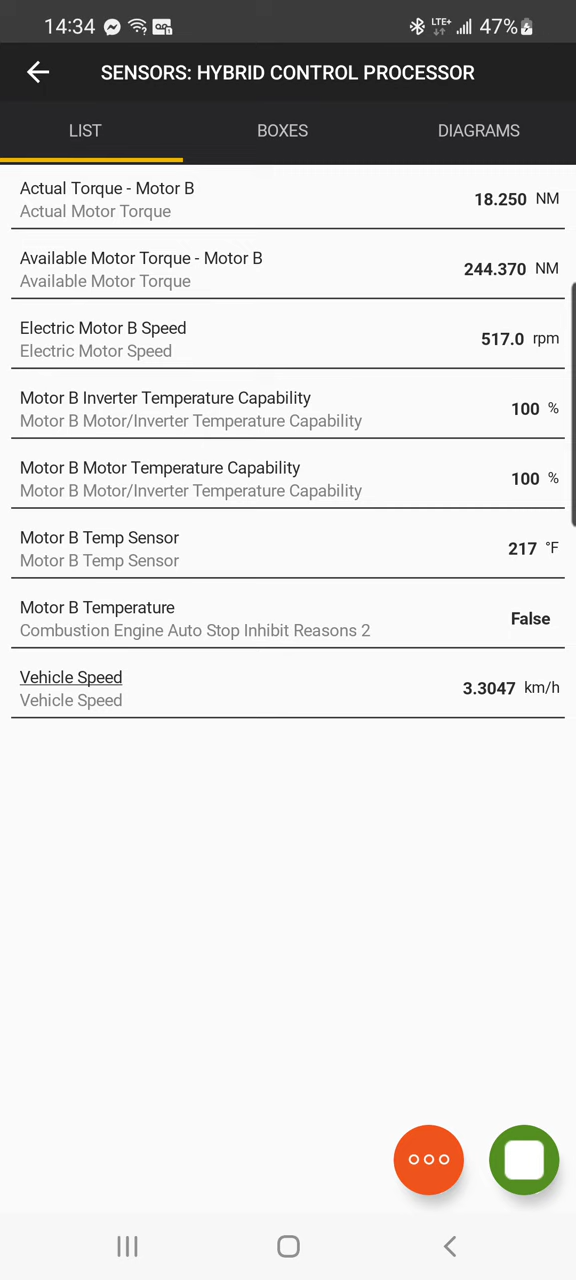 14:34 LTE+ 47%
SENSORS: HYBRID CONTROL PROCESSOR
LIST BOXES DIAGRAMS
Actual Torque - Motor B
Actual Motor Torque
18.250 NM
Available Motor Torque - Motor B
Available Motor Torque
244.370 NM
Electric Motor B Speed
Electric Motor Speed
517.0 rpm
Motor B Inverter Temperature Capability
Motor B Motor/Inverter Temperature Capability
100 %
Motor B Motor Temperature Capability
Motor B Motor/Inverter Temperature Capability
100 %
Motor B Temp Sensor
Motor B Temp Sensor
217 °F
Motor B Temperature
Combustion Engine Auto Stop Inhibit Reasons 2
False
Vehicle Speed
Vehicle Speed
3.3047 km/h